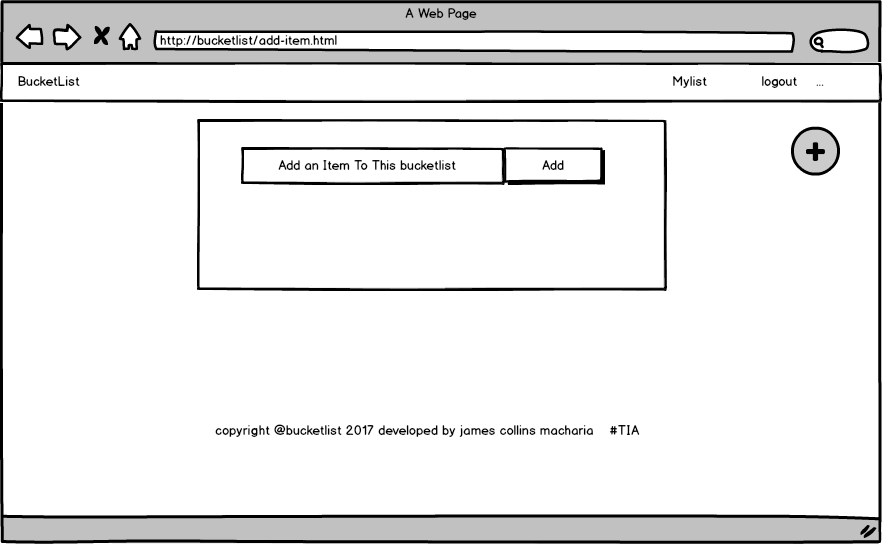 A Web Page
http://bucketlist/add-item.html
BucketList Mylist logout ...
Add an Item To This bucketlist Add
copyright @bucketlist 2017 developed by james collins macharia #TIA